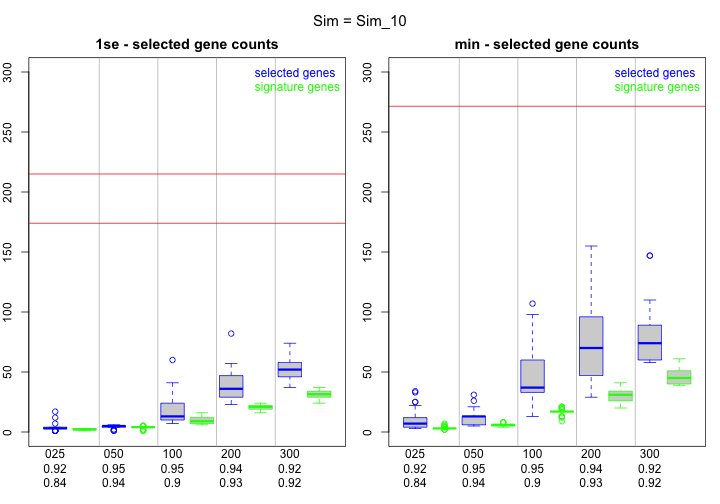 Sim = Sim_10
1se - selected gene counts
selected genes
signature genes
300
250
200
150
100
50
0
025 050 100 200 300
0.92 0.95 0.95 0.94 0.92
0.84 0.94 0.9 0.93 0.92
min - selected gene counts
selected genes
signature genes
300
250
200
150
100
50
0
025 050 100 200 300
0.92 0.95 0.95 0.94 0.92
0.84 0.94 0.9 0.93 0.92